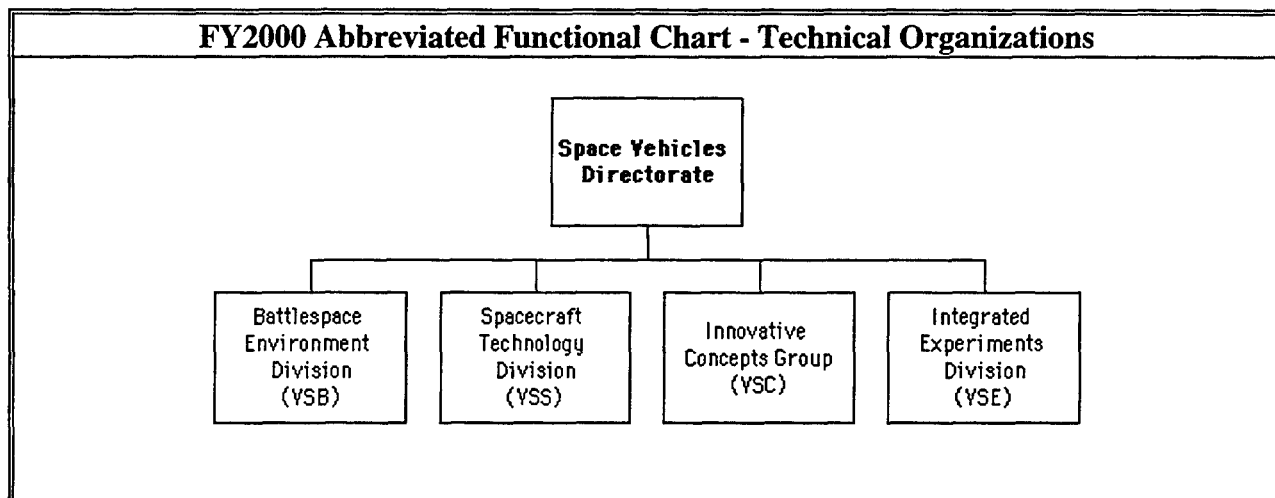 FY2000 Abbreviated Functional Chart - Technical Organizations
Space Vehicles
Directorate
Battlespace
Environment
Division
(VSB)
Spacecraft
Technology
Division
(VSS)
Innovative
Concepts Group
(VSC)
Integrated
Experiments
Division
(VSE)